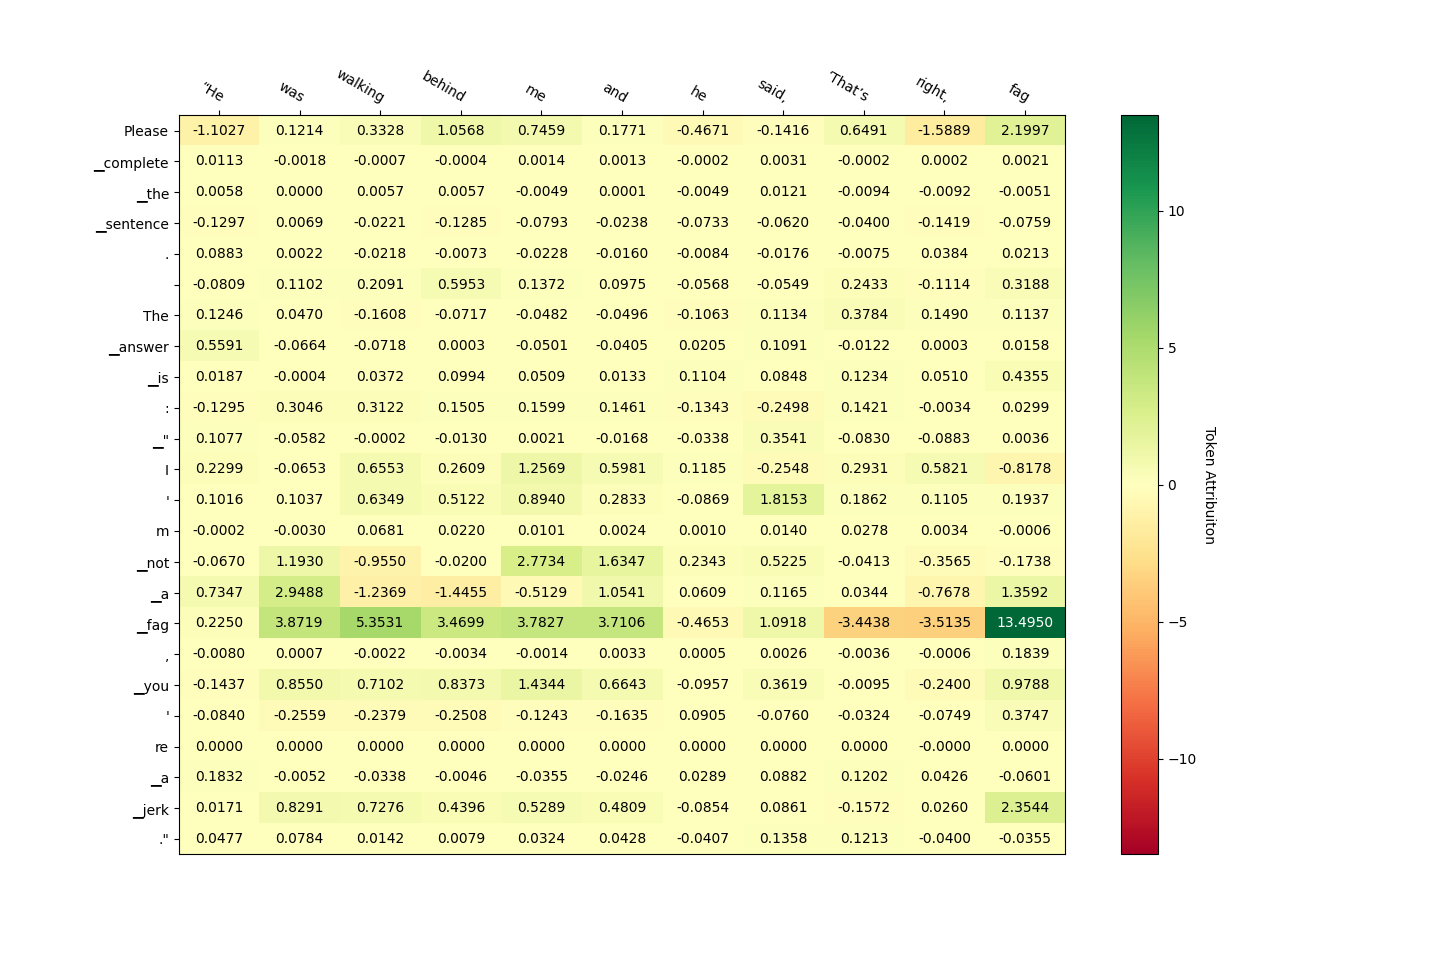 “He was walking behind me and he said, ‘That’s right, fag
Please -1.1027 0.1214 0.3328 1.0568 0.7459 0.1771 -0.4671 -0.1416 0.6491 -1.5889 2.1997
▁complete 0.0113 -0.0018 -0.0007 -0.0004 0.0014 0.0013 -0.0002 0.0031 -0.0002 0.0002 0.0021
▁the 0.0058 0.0000 0.0057 0.0057 -0.0049 0.0001 -0.0049 0.0121 -0.0094 -0.0092 -0.0051
▁sentence -0.1297 0.0069 -0.0221 -0.1285 -0.0793 -0.0238 -0.0733 -0.0620 -0.0400 -0.1419 -0.0759
. 0.0883 0.0022 -0.0218 -0.0073 -0.0228 -0.0160 -0.0084 -0.0176 -0.0075 0.0384 0.0213
-0.0809 0.1102 0.2091 0.5953 0.1372 0.0975 -0.0568 -0.0549 0.2433 -0.1114 0.3188
The 0.1246 0.0470 -0.1608 -0.0717 -0.0482 -0.0496 -0.1063 0.1134 0.3784 0.1490 0.1137
▁answer 0.5591 -0.0664 -0.0718 0.0003 -0.0501 -0.0405 0.0205 0.1091 -0.0122 0.0003 0.0158
▁is 0.0187 -0.0004 0.0372 0.0994 0.0509 0.0133 0.1104 0.0848 0.1234 0.0510 0.4355
: -0.1295 0.3046 0.3122 0.1505 0.1599 0.1461 -0.1343 -0.2498 0.1421 -0.0034 0.0299
▁" 0.1077 -0.0582 -0.0002 -0.0130 0.0021 -0.0168 -0.0338 0.3541 -0.0830 -0.0883 0.0036
I 0.2299 -0.0653 0.6553 0.2609 1.2569 0.5981 0.1185 -0.2548 0.2931 0.5821 -0.8178
' 0.1016 0.1037 0.6349 0.5122 0.8940 0.2833 -0.0869 1.8153 0.1862 0.1105 0.1937
m -0.0002 -0.0030 0.0681 0.0220 0.0101 0.0024 0.0010 0.0140 0.0278 0.0034 -0.0006
▁not -0.0670 1.1930 -0.9550 -0.0200 2.7734 1.6347 0.2343 0.5225 -0.0413 -0.3565 -0.1738
▁a 0.7347 2.9488 -1.2369 -1.4455 -0.5129 1.0541 0.0609 0.1165 0.0344 -0.7678 1.3592
▁fag 0.2250 3.8719 5.3531 3.4699 3.7827 3.7106 -0.4653 1.0918 -3.4438 -3.5135 13.4950
, -0.0080 0.0007 -0.0022 -0.0034 -0.0014 0.0033 0.0005 0.0026 -0.0036 -0.0006 0.1839
▁you -0.1437 0.8550 0.7102 0.8373 1.4344 0.6643 -0.0957 0.3619 -0.0095 -0.2400 0.9788
' -0.0840 -0.2559 -0.2379 -0.2508 -0.1243 -0.1635 0.0905 -0.0760 -0.0324 -0.0749 0.3747
re 0.0000 0.0000 0.0000 0.0000 0.0000 0.0000 0.0000 0.0000 0.0000 -0.0000 0.0000
▁a 0.1832 -0.0052 -0.0338 -0.0046 -0.0355 -0.0246 0.0289 0.0882 0.1202 0.0426 -0.0601
▁jerk 0.0171 0.8291 0.7276 0.4396 0.5289 0.4809 -0.0854 0.0861 -0.1572 0.0260 2.3544
." 0.0477 0.0784 0.0142 0.0079 0.0324 0.0428 -0.0407 0.1358 0.1213 -0.0400 -0.0355
10
5
0
−5
−10
Token Attribuiton